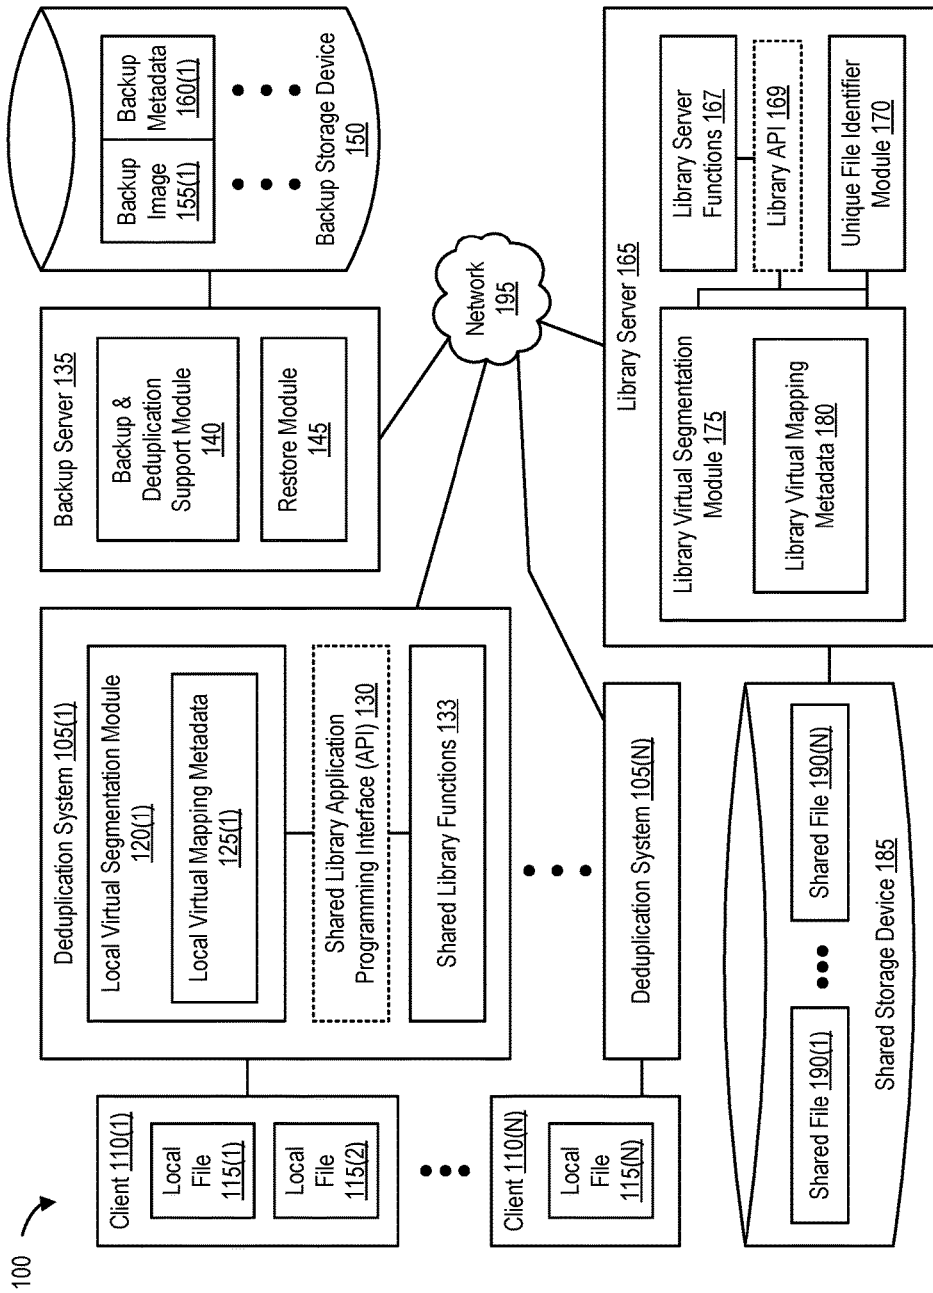 100
Client 110(1)
Local
File
115(1)
Local
File
115(2)
Client 110(N)
Local
File
115(N)
Deduplication System 105(1)
Local Virtual Segmentation Module
120(1)
Local Virtual Mapping Metadata
125(1)
Shared Library Application
Programming Interface (API) 130
Shared Library Functions 133
Deduplication System 105(N)
Backup Server 135
Backup &
Deduplication
Support Module
140
Restore Module
145
Backup
Image
155(1)
Backup
Metadata
160(1)
Backup Storage Device
150
Network
195
Library Server 165
Library Virtual Segmentation
Module 175
Library Virtual Mapping
Metadata 180
Library Server
Functions 167
Library API 169
Unique File Identifier
Module 170
Shared File 190(1)
Shared File 190(N)
Shared Storage Device 185